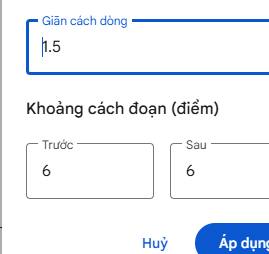 Giãn cách dòng
1.5
Khoảng cách đoạn (điểm)
Trước Sau
6 6
Huỷ Áp dụng